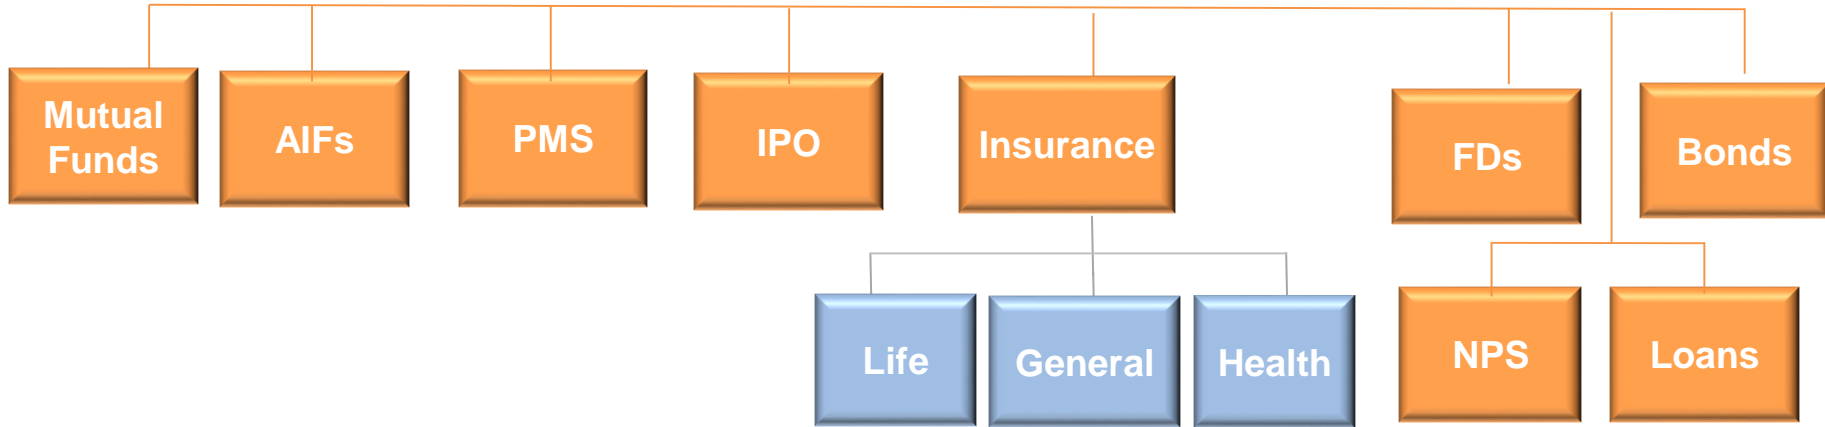 Mutual
Funds
AIFs
PMS
IPO
Insurance
FDs
Bonds
Life
General
Health
NPS
Loans